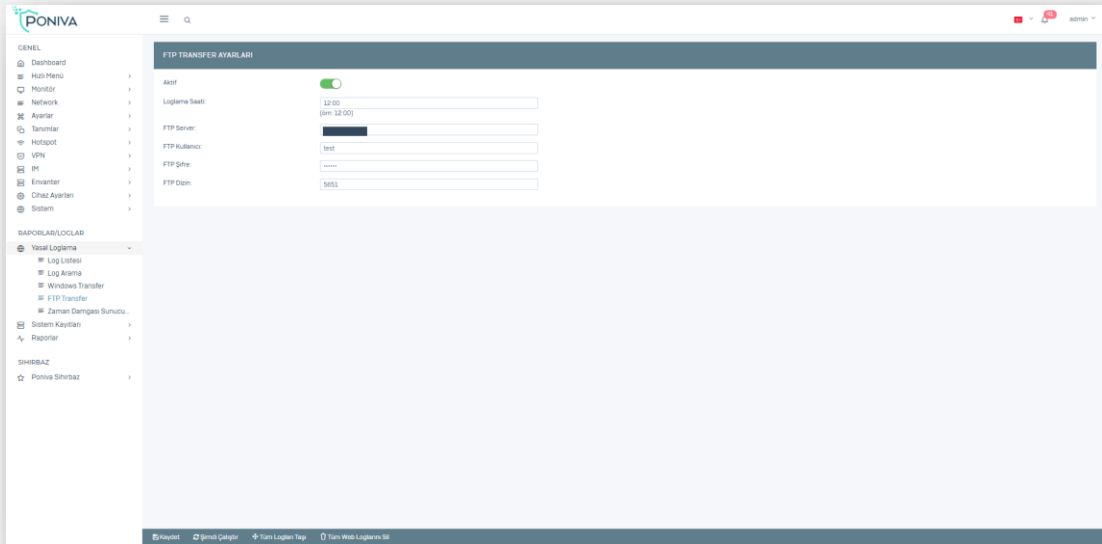 PONIVA
admin
GENEL
Dashboard
Hızlı Menü
Monitör
Network
Ayarlar
Tanımlar
Hotspot
VPN
IM
Envanter
Cihaz Ayarları
Sistem
RAPORLAR/LOGLAR
Yasal Loglama
Log Listesi
Log Arama
Windows Transfer
FTP Transfer
Zaman Damgası Sunucu...
Sistem Kayıtları
Raporlar
SIHIRBAZ
Poniva Sihirbaz
FTP TRANSFER AYARLARI
Aktif
Loglama Saati: 12:00
(örn: 12:00)
FTP Server:
FTP Kullanıcı: test
FTP Şifre: ••••••
FTP Dizin: 5651
Kaydet Şimdi Çalıştır Tüm Logları Taşı Tüm Web Loglarını Sil